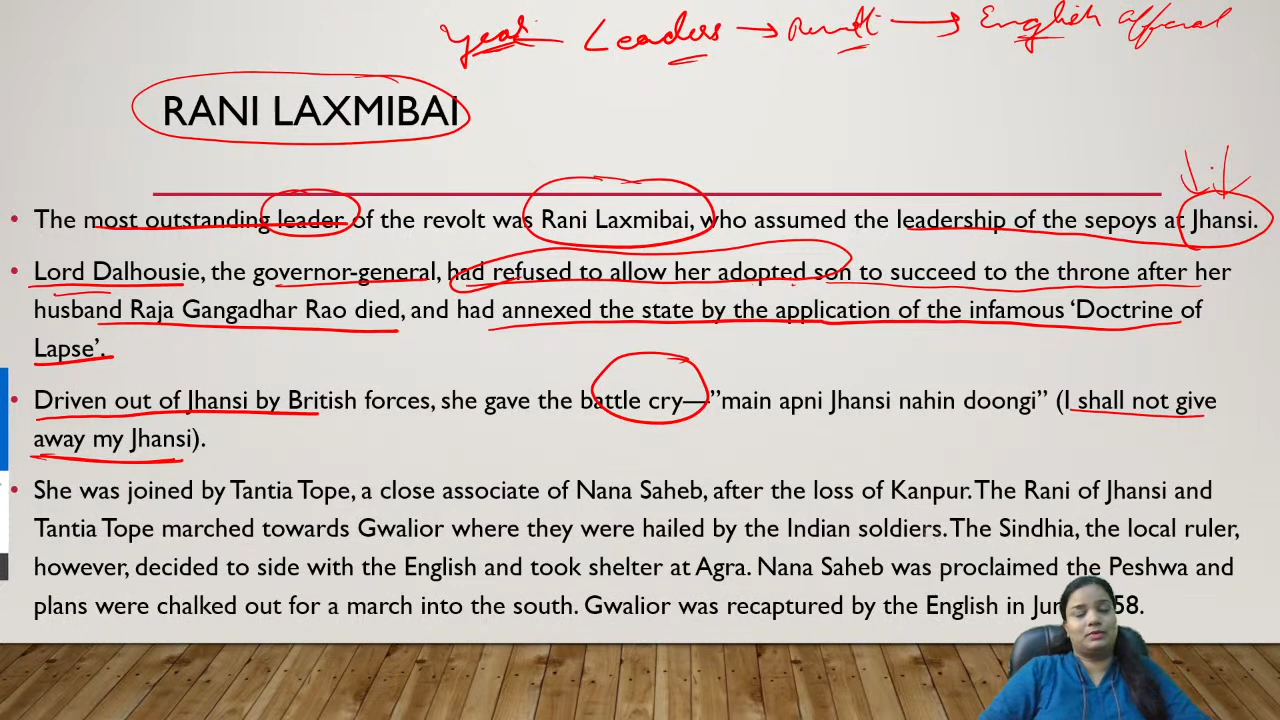 year Leaders → Revolt → English official
RANI LAXMIBAI
• The most outstanding leader of the revolt was Rani Laxmibai, who assumed the leadership of the sepoys at Jhansi.
• Lord Dalhousie, the governor-general, had refused to allow her adopted son to succeed to the throne after her
husband Raja Gangadhar Rao died, and had annexed the state by the application of the infamous ‘Doctrine of
Lapse’.
• Driven out of Jhansi by British forces, she gave the battle cry—”main apni Jhansi nahin doongi” (I shall not give
away my Jhansi).
• She was joined by Tantia Tope, a close associate of Nana Saheb, after the loss of Kanpur. The Rani of Jhansi and
Tantia Tope marched towards Gwalior where they were hailed by the Indian soldiers. The Sindhia, the local ruler,
however, decided to side with the English and took shelter at Agra. Nana Saheb was proclaimed the Peshwa and
plans were chalked out for a march into the south. Gwalior was recaptured by the English in Jun 58.